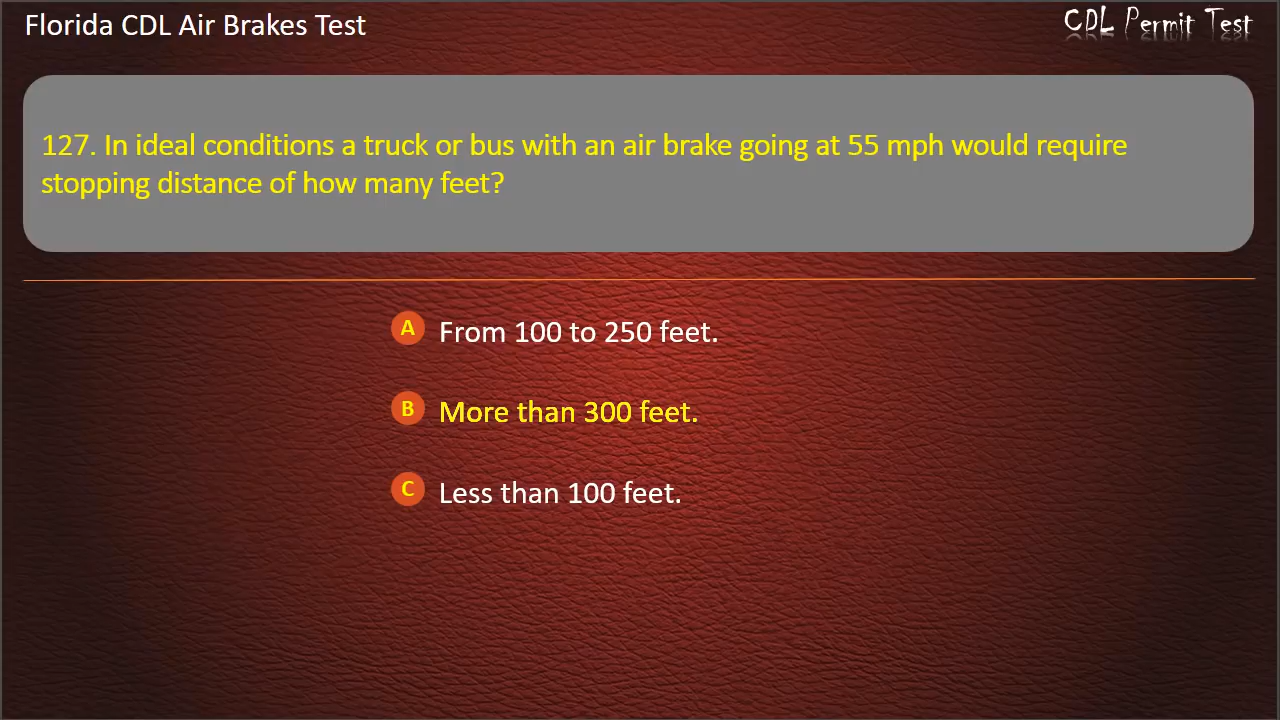 Florida CDL Air Brakes Test
CDL Permit Test
127. In ideal conditions a truck or bus with an air brake going at 55 mph would require
stopping distance of how many feet?
A From 100 to 250 feet.
B More than 300 feet.
C Less than 100 feet.